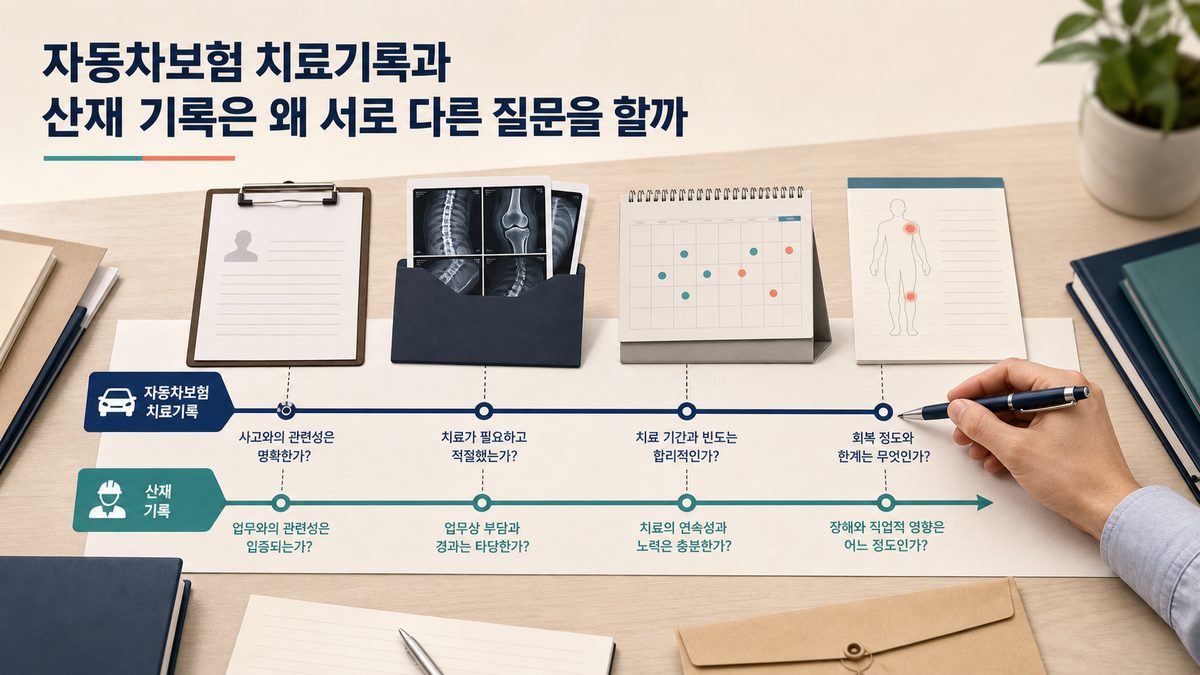 자동차보험 치료기록과
산재 기록은 왜 서로 다른 질문을 할까
자동차보험
치료기록
사고와의 관련성은
명확한가?
치료가 필요하고
적절했는가?
치료 기간과 빈도는
합리적인가?
회복 정도와
한계는 무엇인가?
산재
기록
업무와의 관련성은
입증되는가?
업무상 부담과
경과는 타당한가?
치료의 연속성과
노력은 충분한가?
장해와 직업적 영향은
어느 정도인가?